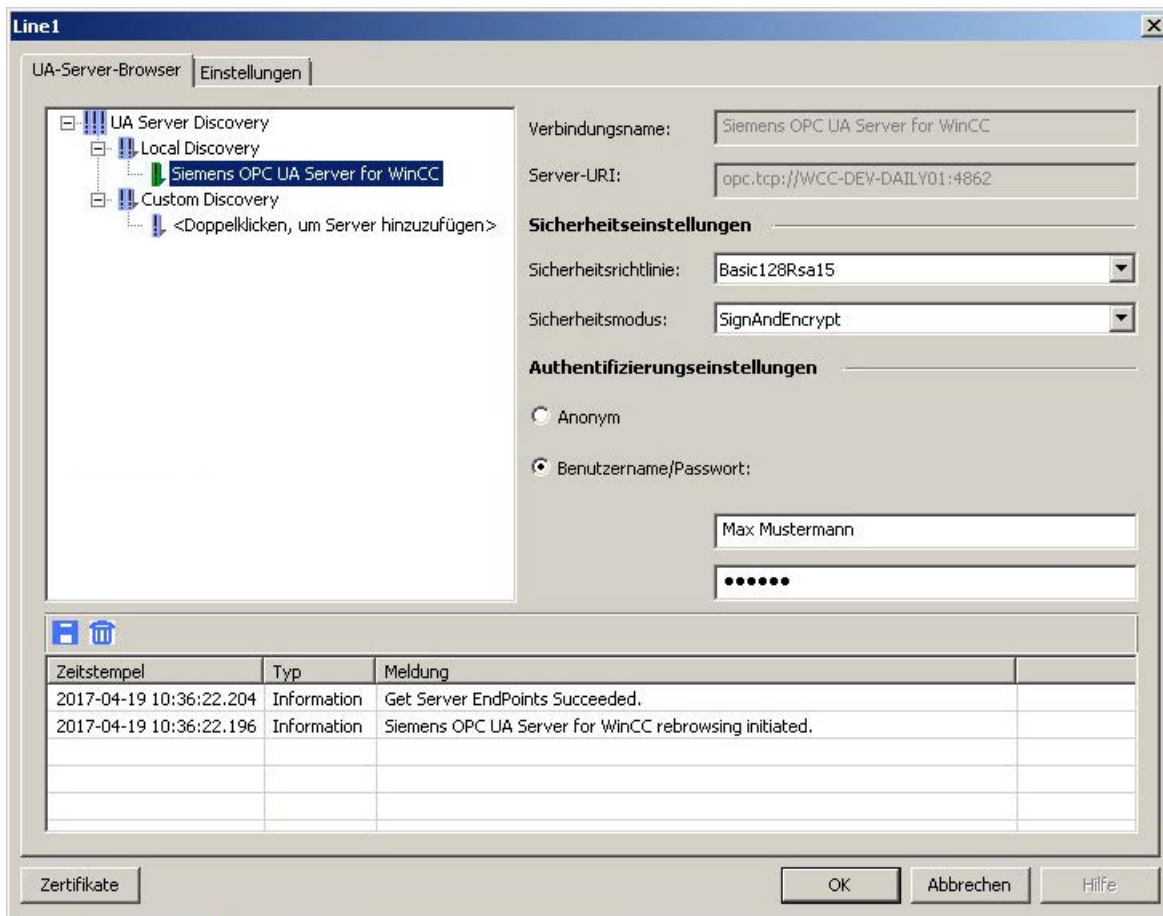 Line1
UA-Server-Browser
Einstellungen
UA Server Discovery
Local Discovery
Siemens OPC UA Server for WinCC
Custom Discovery
<Doppelklicken, um Server hinzuzufügen>
Verbindungsname:
Siemens OPC UA Server for WinCC
Server-URI:
opc.tcp://WCC-DEV-DAILY01:4862
Sicherheitseinstellungen
Sicherheitsrichtlinie:
Basic128Rsa15
Sicherheitsmodus:
SignAndEncrypt
Authentifizierungseinstellungen
Anonym
Benutzername/Passwort:
Max Mustermann
••••••
Zeitstempel Typ Meldung
2017-04-19 10:36:22.204 Information Get Server EndPoints Succeeded.
2017-04-19 10:36:22.196 Information Siemens OPC UA Server for WinCC rebrowsing initiated.
Zertifikate
OK
Abbrechen
Hilfe